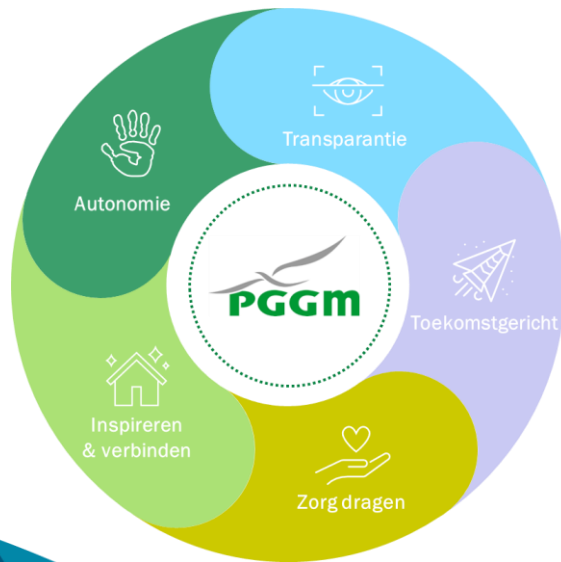 Transparantie
Autonomie
PGGM
Toekomstgericht
Inspireren
& verbinden
Zorg dragen